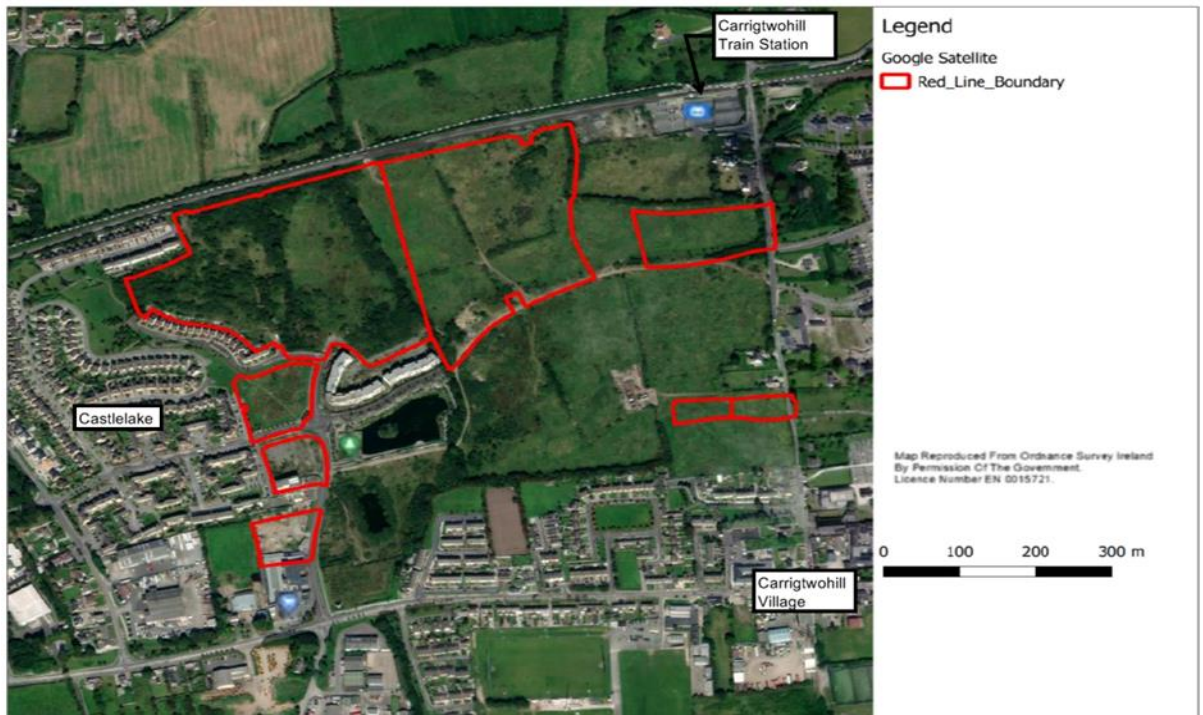 Carrigtwohill
Train Station
Castlelake
Carrigtwohill
Village
Legend
Google Satellite
Red_Line_Boundary
Map Reproduced From Ordnance Survey Ireland
By Permission Of The Government.
Licence Number EN 0015721.
0 100 200 300 m